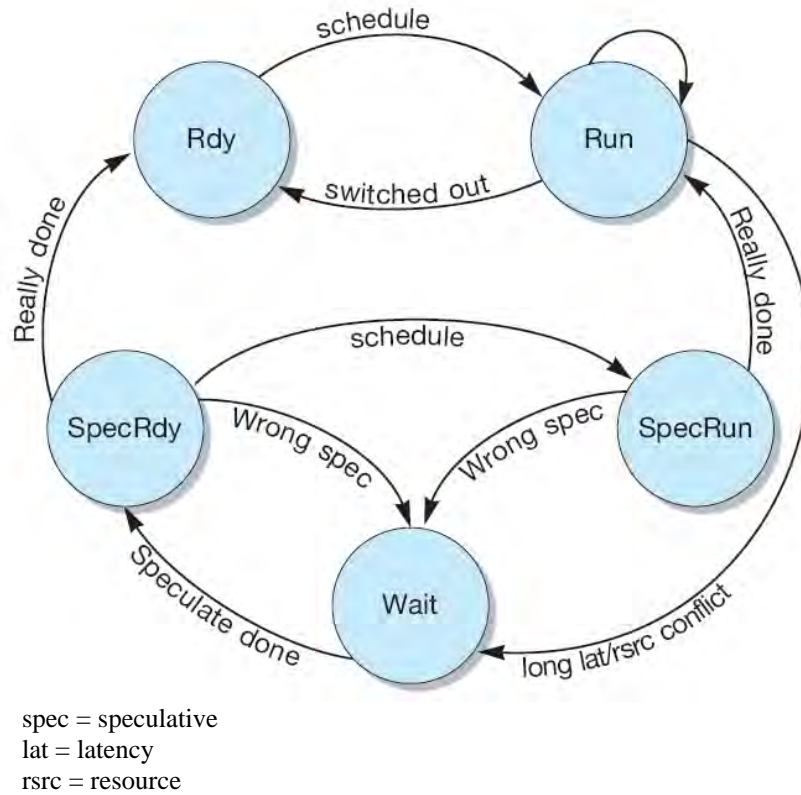 schedule
Rdy
Run
switched out
Really done
Really done
schedule
SpecRdy
SpecRun
Wrong spec
Wrong spec
Wait
Speculate done
long lat/rsrc conflict
spec = speculative
lat = latency
rsrc = resource